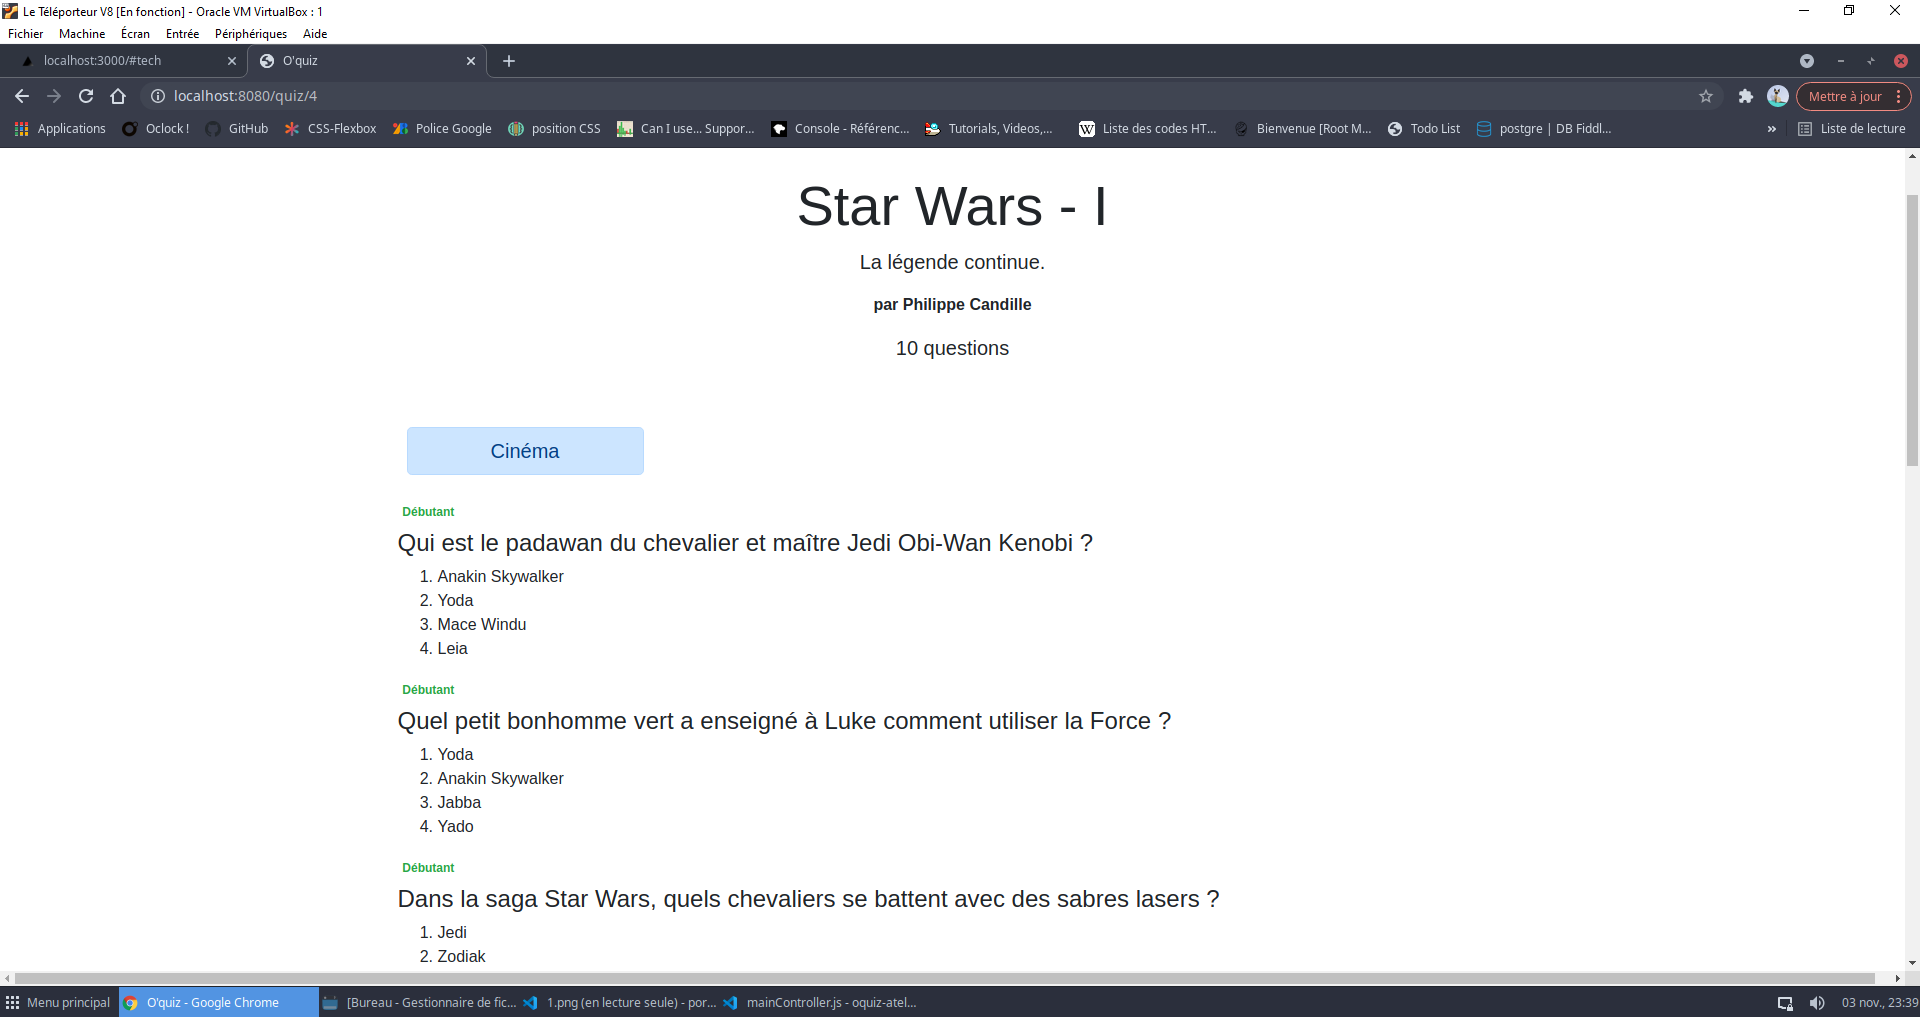 Le Téléporteur V8 [En fonction] - Oracle VM VirtualBox : 1
Fichier Machine Écran Entrée Périphériques Aide
localhost:3000/#tech O'quiz
localhost:8080/quiz/4 Mettre à jour
Applications Oclock ! GitHub CSS-Flexbox Police Google position CSS Can I use... Suppor... Console - Référenc... Tutorials, Videos,... W Liste des codes HT... Bienvenue [Root M... Todo List postgre | DB Fiddl... » Liste de lecture
Star Wars - I
La légende continue.
par Philippe Candille
10 questions
Cinéma
Débutant
Qui est le padawan du chevalier et maître Jedi Obi-Wan Kenobi ?
1. Anakin Skywalker
2. Yoda
3. Mace Windu
4. Leia
Débutant
Quel petit bonhomme vert a enseigné à Luke comment utiliser la Force ?
1. Yoda
2. Anakin Skywalker
3. Jabba
4. Yado
Débutant
Dans la saga Star Wars, quels chevaliers se battent avec des sabres lasers ?
1. Jedi
2. Zodiak
Menu principal O'quiz - Google Chrome [Bureau - Gestionnaire de fic... 1.png (en lecture seule) - por... mainController.js - oquiz-atel... 03 nov., 23:39